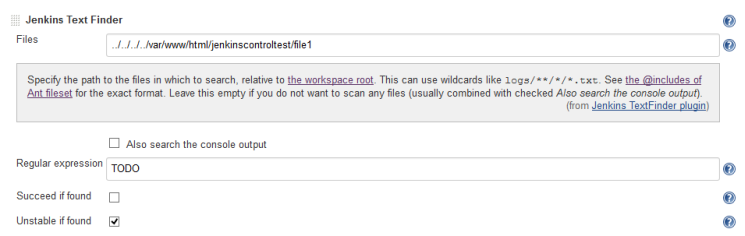 Jenkins Text Finder
Files
../../../../var/www/html/jenkinscontroltest/file1
Specify the path to the files in which to search, relative to the workspace root. This can use wildcards like logs/**/*/*.txt. See the @includes of
Ant fileset for the exact format. Leave this empty if you do not want to scan any files (usually combined with checked Also search the console output).
(from Jenkins TextFinder plugin)
Also search the console output
Regular expression
TODO
Succeed if found
Unstable if found